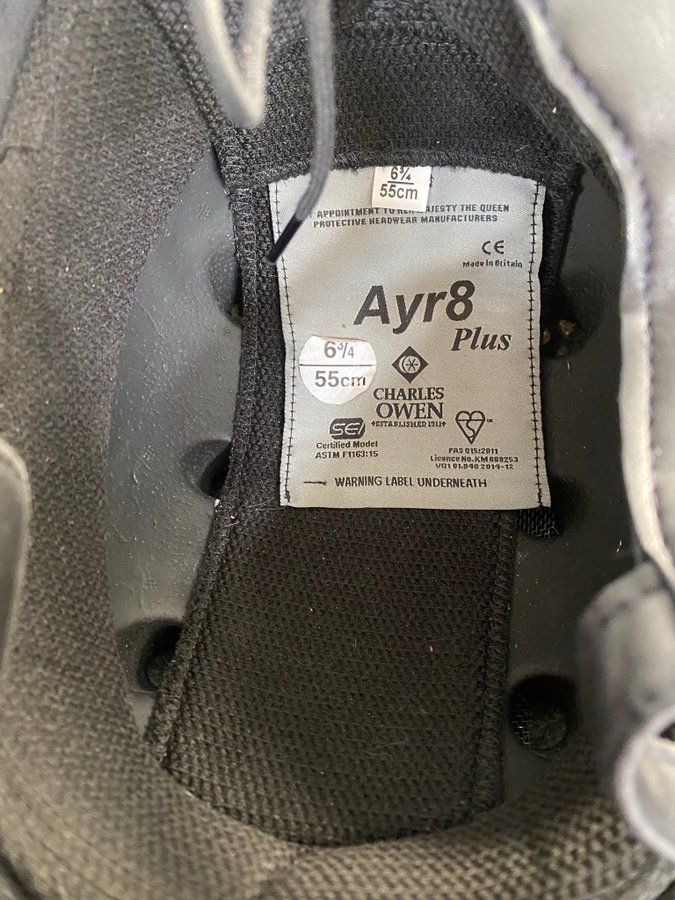 6¾
55cm
APPOINTMENT TO HER MAJESTY THE QUEEN
PROTECTIVE HEADWEAR MANUFACTURERS
CE
Made in Britain
Ayr8
Plus
6¾
55cm
CHARLES
OWEN
ESTABLISHED 1911
SEI
Certified Model
ASTM F1163:15
PAS 015:2011
Licence No. KM 689253
VG1 01.040 2014-12
WARNING LABEL UNDERNEATH